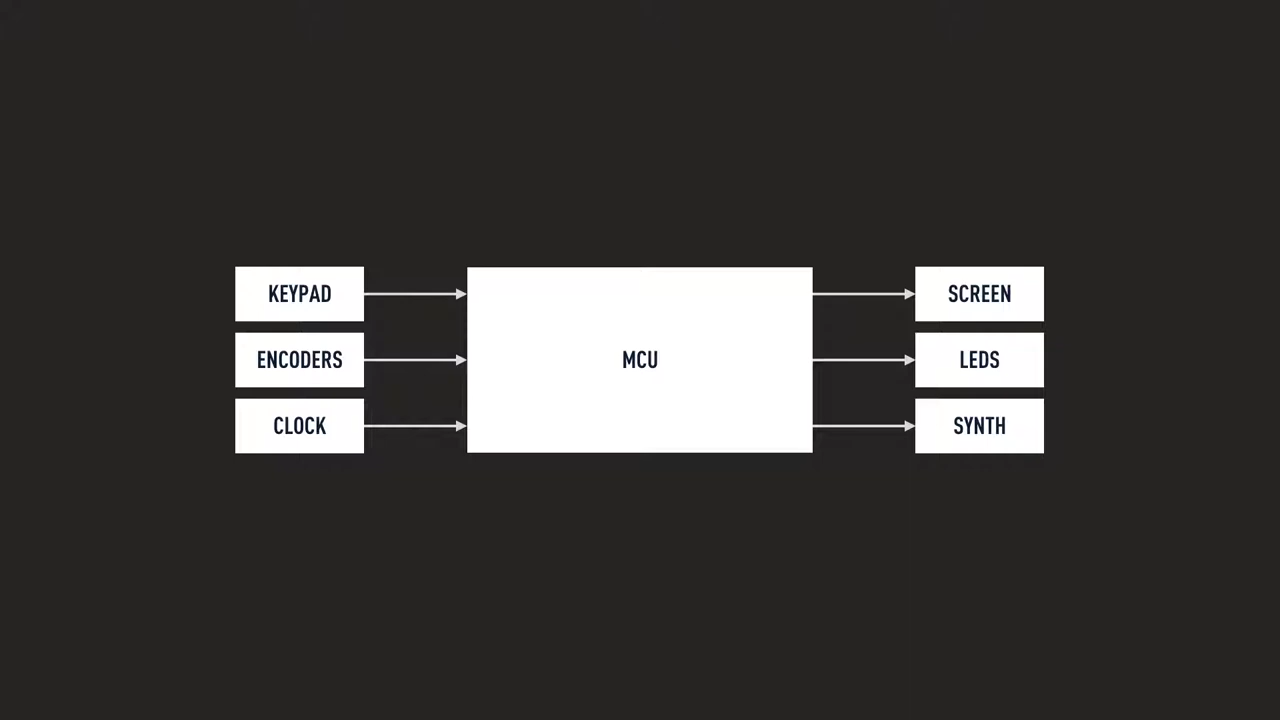 KEYPAD
ENCODERS
CLOCK
MCU
SCREEN
LEDS
SYNTH